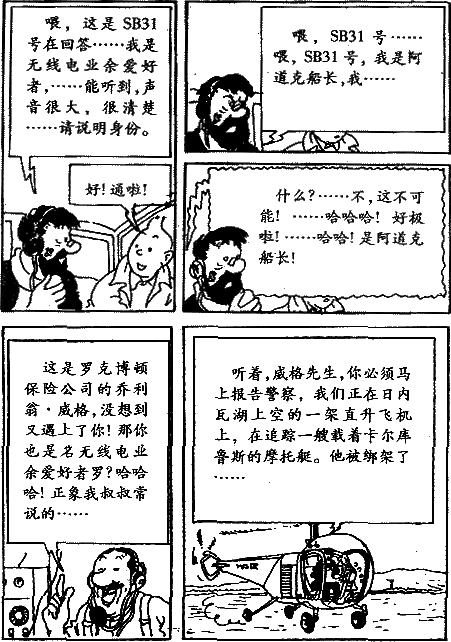 喂，这是SB31
号在回答……我是
无线电业余爱好
者，……能听到，声
音很大，很清楚
……请说明身份。
好！通啦！
喂，SB31号……
喂，SB31号，我是阿
道克船长，我……
什么？……不，这不可
能！……哈哈哈！好极
啦！……哈哈！是阿道克
船长！
这是罗克博顿
保险公司的乔利
翁·威格，没想到
又遇上了你！那你
也是名无线电业
余爱好者罗？哈哈
哈！正象我叔叔常
说的……
听着，威格先生，你必须马
上报告警察，我们正在日内
瓦湖上空的一架直升飞机
上，在追踪一艘载着卡尔库
鲁斯的摩托艇。他被绑架了
……